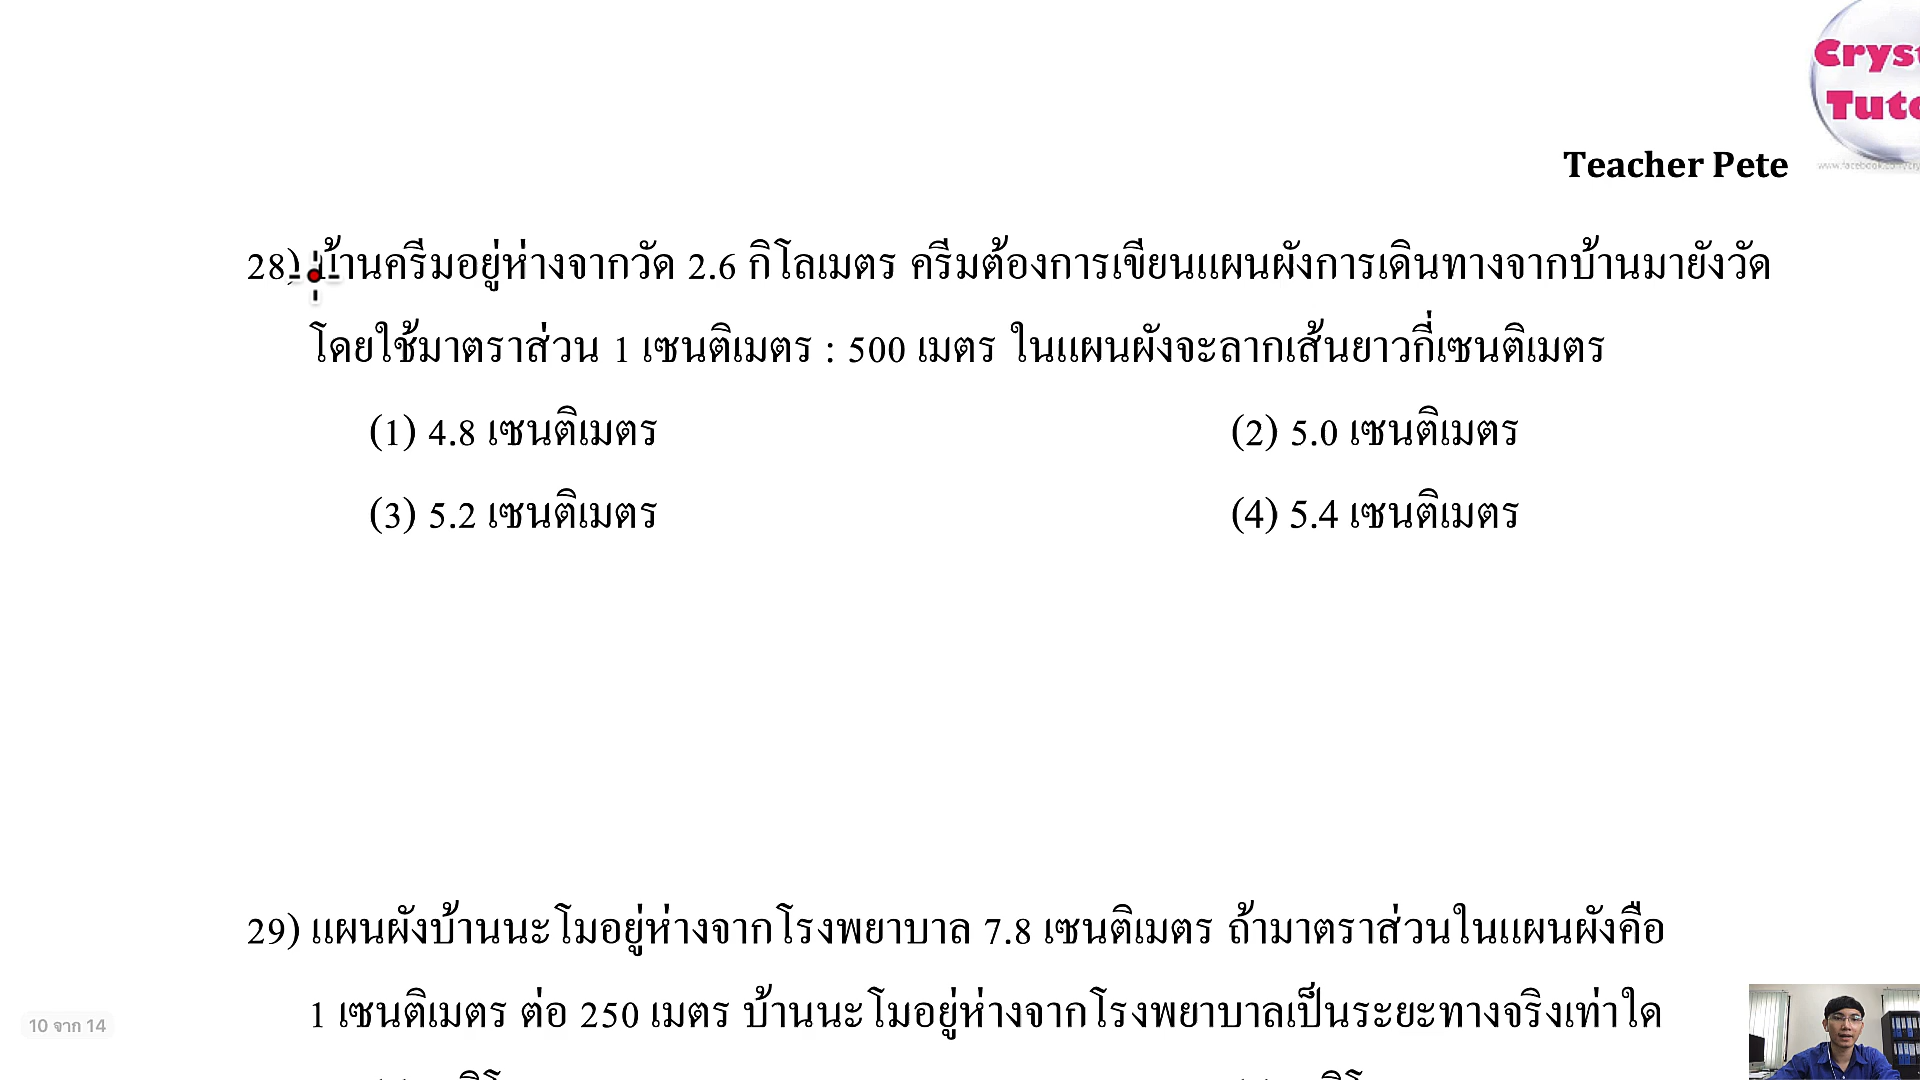 Teacher Pete
28) บ้านครีมอยู่ห่างจากวัด 2.6 กิโลเมตร ครีมต้องการเขียนแผนผังการเดินทางจากบ้านมายังวัด
โดยใช้มาตราส่วน 1 เซนติเมตร : 500 เมตร ในแผนผังจะลากเส้นยาวกี่เซนติเมตร
(1) 4.8 เซนติเมตร (2) 5.0 เซนติเมตร
(3) 5.2 เซนติเมตร (4) 5.4 เซนติเมตร
29) แผนผังบ้านนะโมอยู่ห่างจากโรงพยาบาล 7.8 เซนติเมตร ถ้ามาตราส่วนในแผนผังคือ
1 เซนติเมตร ต่อ 250 เมตร บ้านนะโมอยู่ห่างจากโรงพยาบาลเป็นระยะทางจริงเท่าใด
10 จาก 14